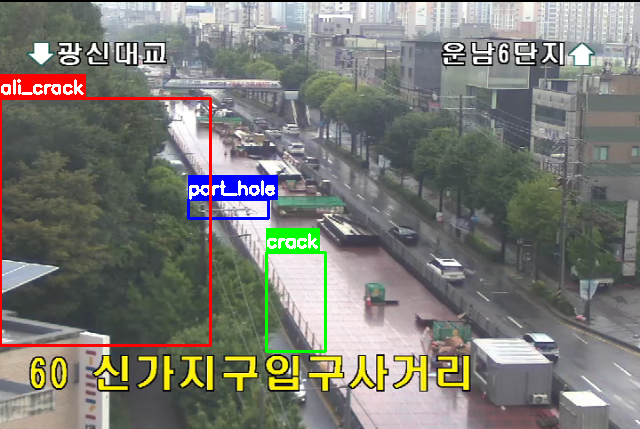 광신대교
운남6단지
ali_crack
port_hole
crack
60 신가지구입구사거리